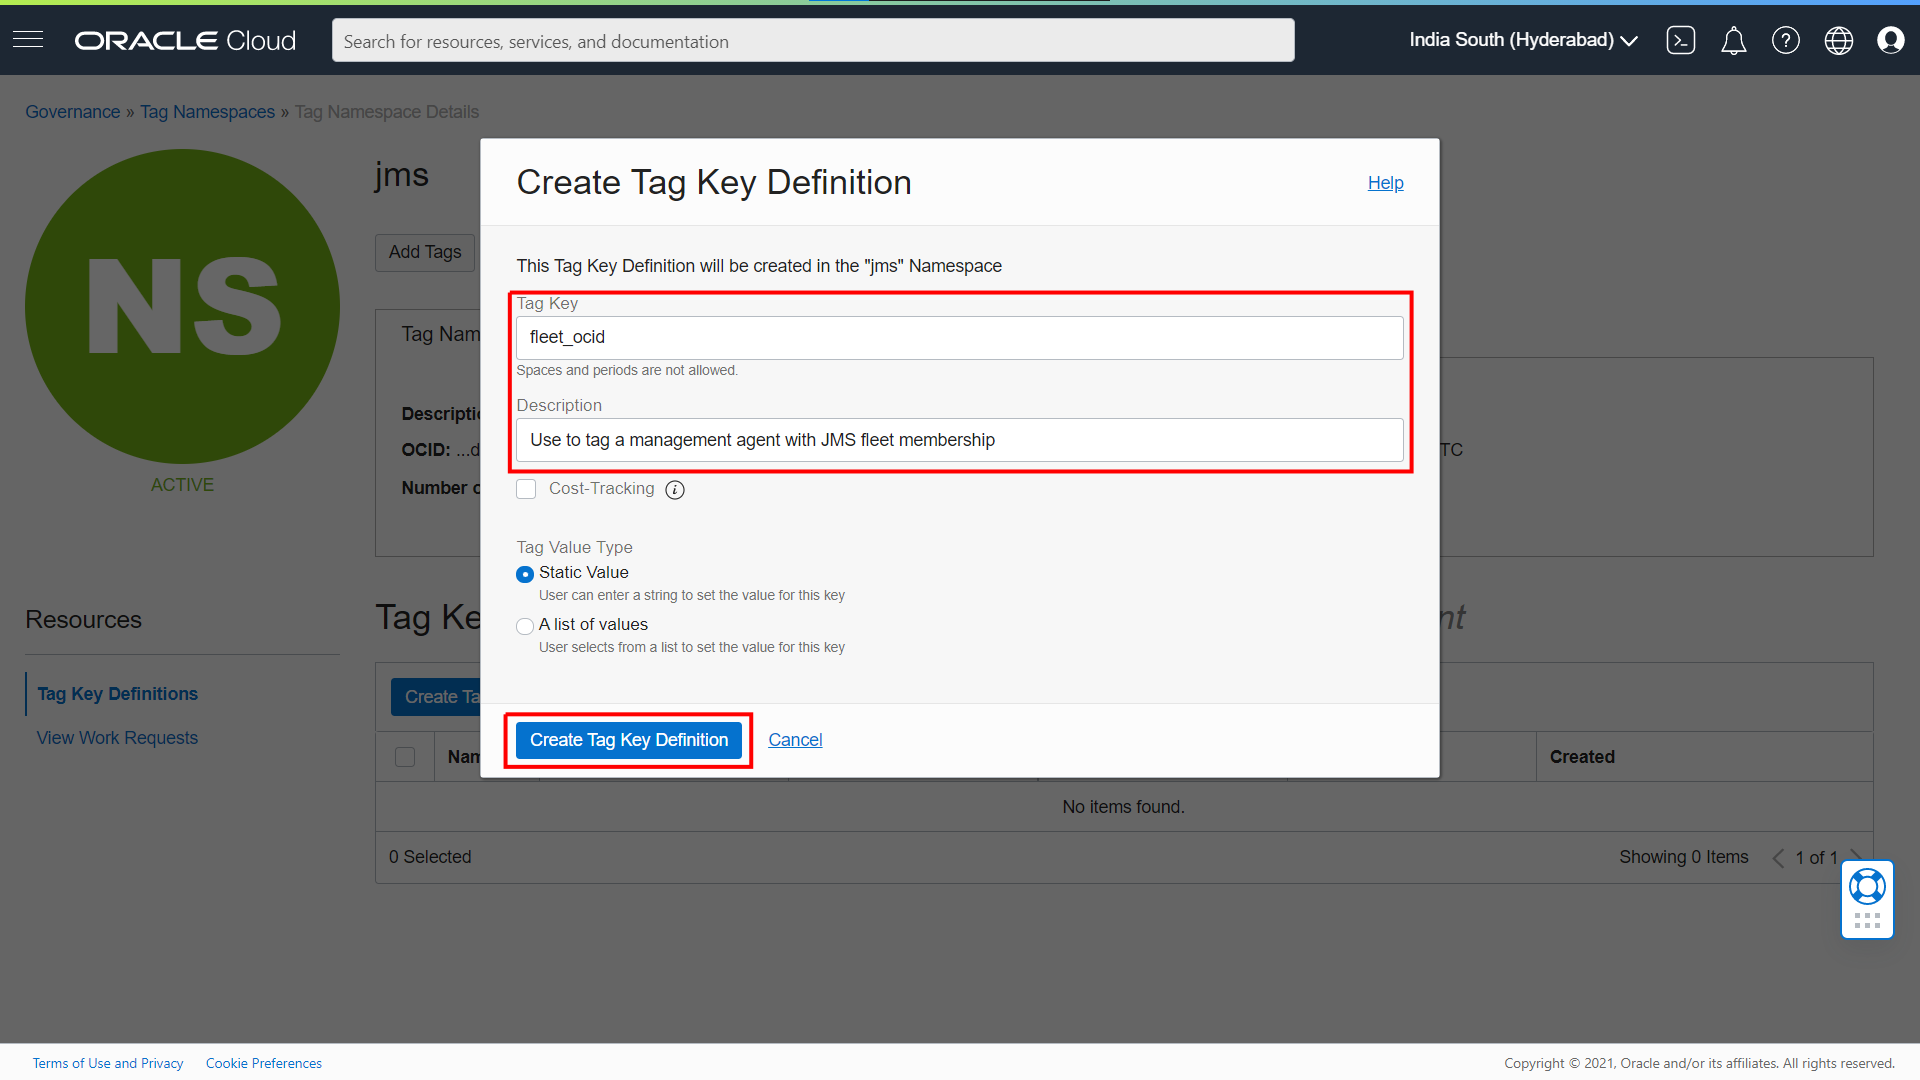 ORACLE Cloud
Search for resources, services, and documentation
India South (Hyderabad)
Governance » Tag Namespaces » Tag Namespace Details
NS
ACTIVE
jms
Add Tags
Tag Nam
Descripti
OCID: ...d
TC
Number o
Create Tag Key Definition
Help
This Tag Key Definition will be created in the "jms" Namespace
Tag Key
fleet_ocid
Spaces and periods are not allowed.
Description
Use to tag a management agent with JMS fleet membership
Cost-Tracking
Tag Value Type
Static Value
User can enter a string to set the value for this key
A list of values
User selects from a list to set the value for this key
Create Tag Key Definition
Cancel
Resources
Tag Key Definitions
View Work Requests
Tag Ke
nt
Create Ta
Nam
Created
No items found.
0 Selected
Showing 0 Items
1 of 1
Terms of Use and Privacy
Cookie Preferences
Copyright © 2021, Oracle and/or its affiliates. All rights reserved.